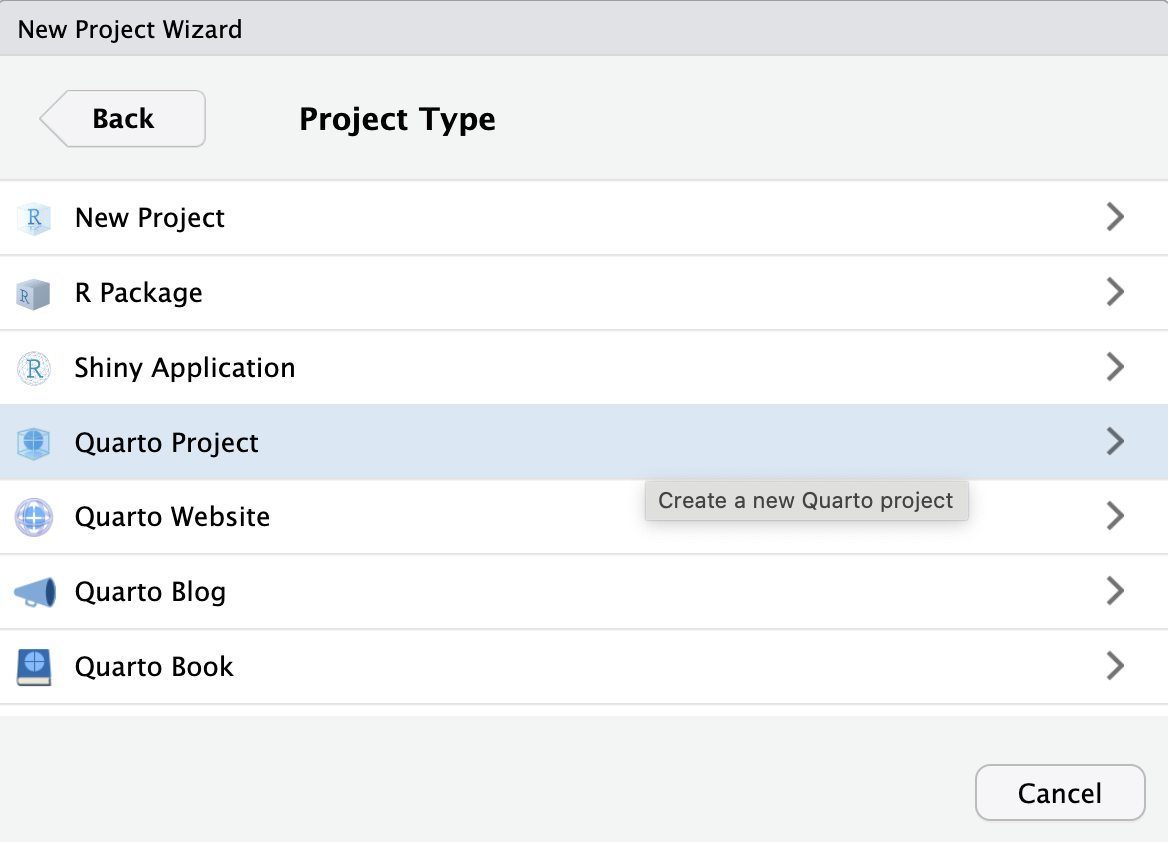 New Project Wizard
Back
Project Type
R New Project
R R Package
R Shiny Application
Quarto Project
Create a new Quarto project
Quarto Website
Quarto Blog
Quarto Book
Cancel